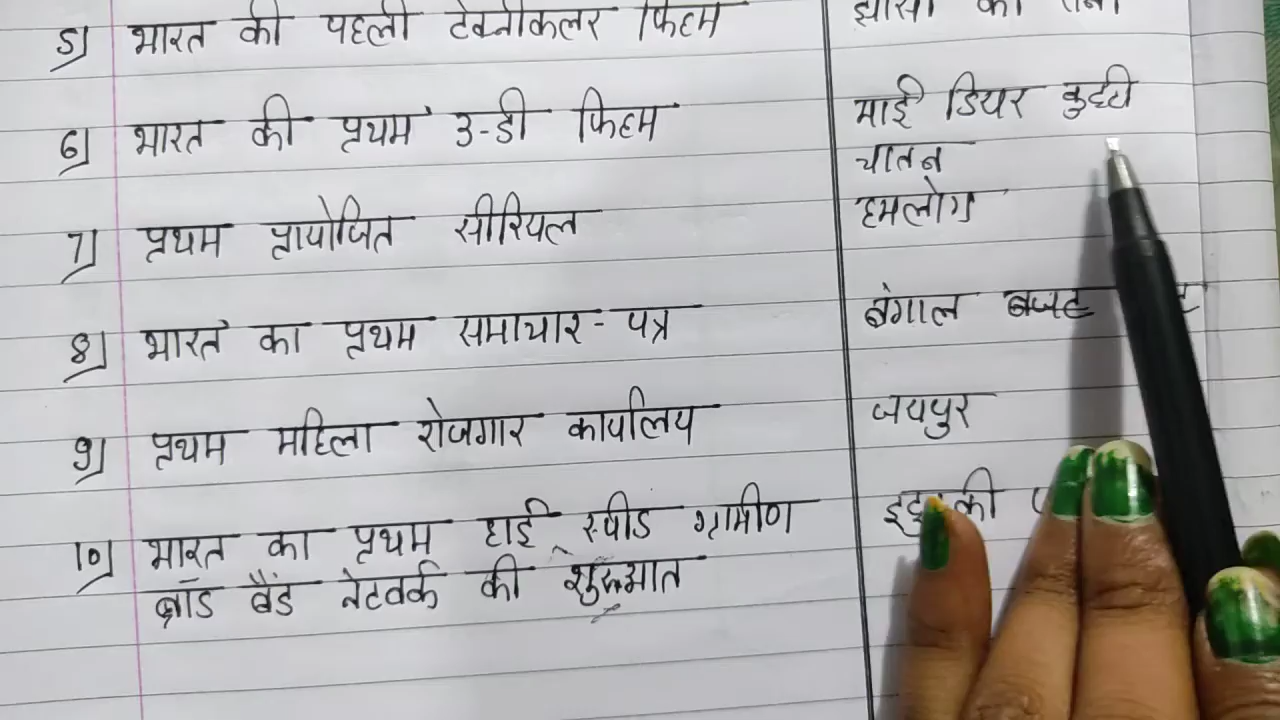 5) भारत की पहली टेक्नीकलर फिल्म झांसी की रानी
6) भारत की प्रथम 3-डी फिल्म माई डियर कुट्टी
चातन
7) प्रथम प्रायोजित सीरियल हमलोग
8) भारत का प्रथम समाचार-पत्र बंगाल बजट
9) प्रथम महिला रोजगार कार्यालय जयपुर
10) भारत का प्रथम हाई स्पीड ग्रामीण
ब्रॉड बैंड नेटवर्क की शुरूआत